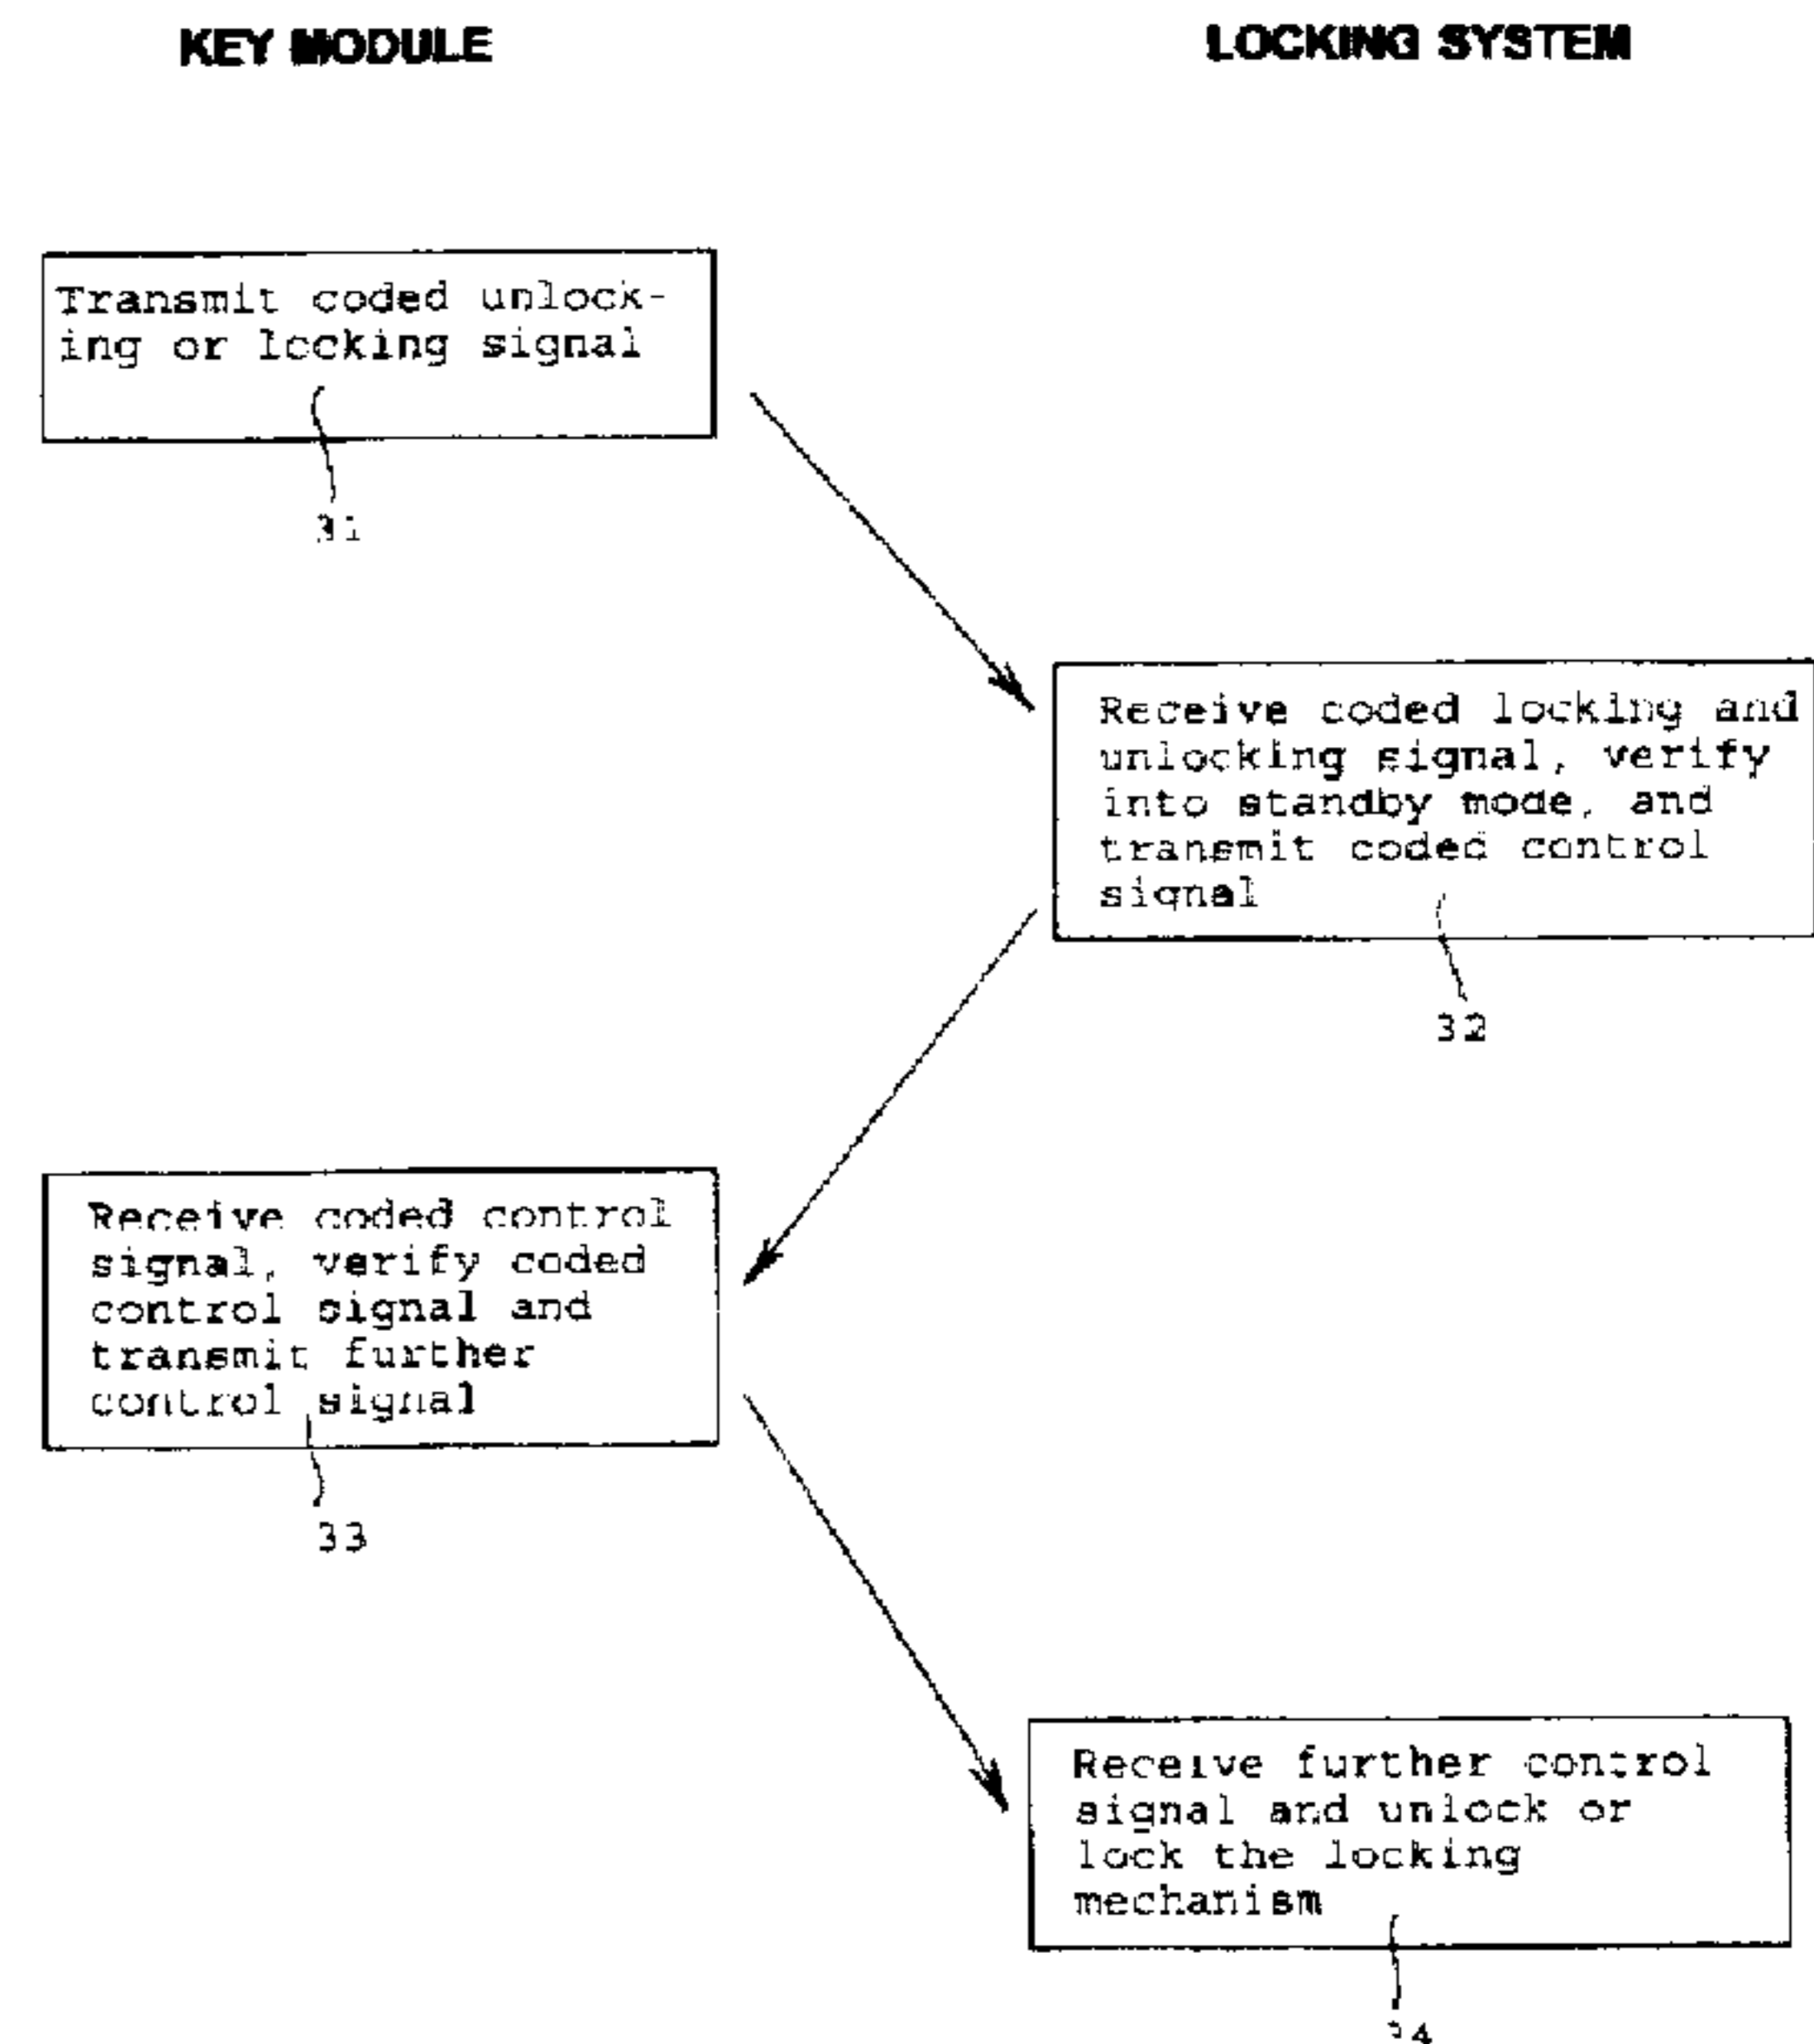 KEY MODULE
LOCKING SYSTEM
Transmit coded unlock-
ing or locking signal
31
Receive coded locking and
unlocking signal, verify
into standby mode, and
transmit coded control
signal
32
Receive coded control
signal, verify coded
control signal and
transmit further
control signal
33
Receive further control
signal and unlock or
lock the locking
mechanism
34